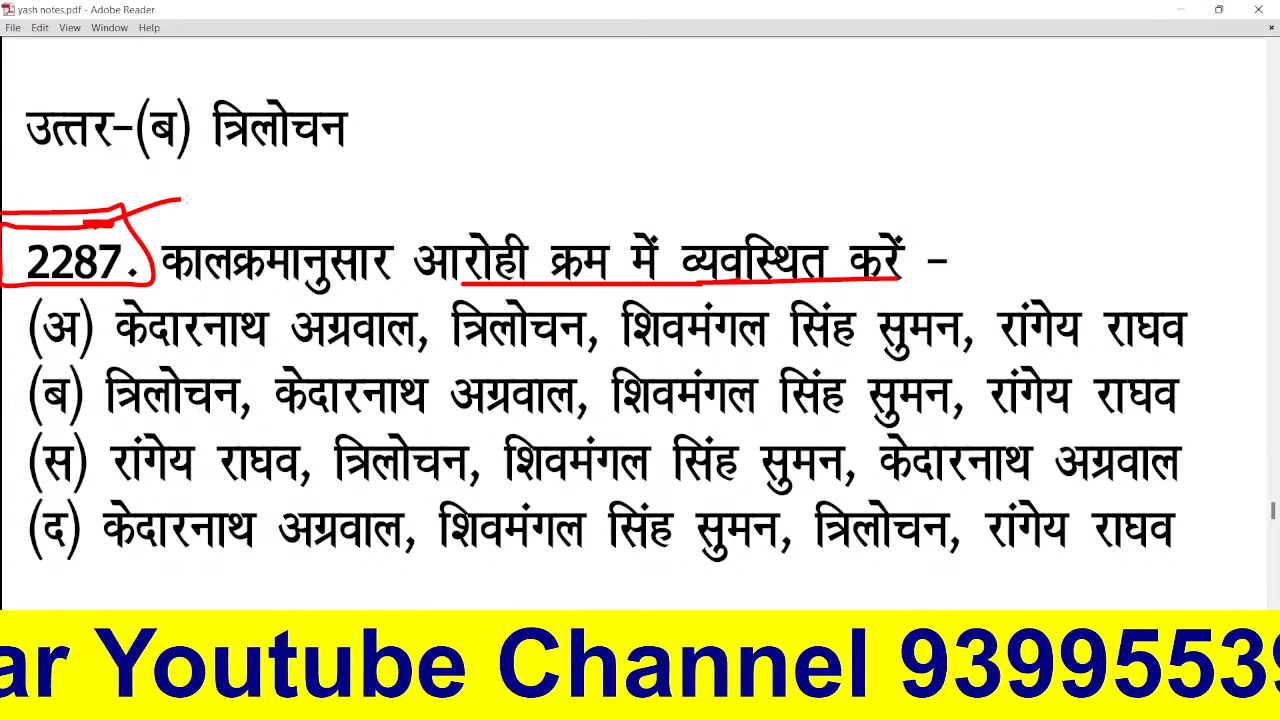 yash notes.pdf - Adobe Reader
File Edit View Window Help
उत्तर-(ब) त्रिलोचन
2287. कालक्रमानुसार आरोही क्रम में व्यवस्थित करें -
(अ) केदारनाथ अग्रवाल, त्रिलोचन, शिवमंगल सिंह सुमन, रांगेय राघव
(ब) त्रिलोचन, केदारनाथ अग्रवाल, शिवमंगल सिंह सुमन, रांगेय राघव
(स) रांगेय राघव, त्रिलोचन, शिवमंगल सिंह सुमन, केदारनाथ अग्रवाल
(द) केदारनाथ अग्रवाल, शिवमंगल सिंह सुमन, त्रिलोचन, रांगेय राघव
ar Youtube Channel 93995539